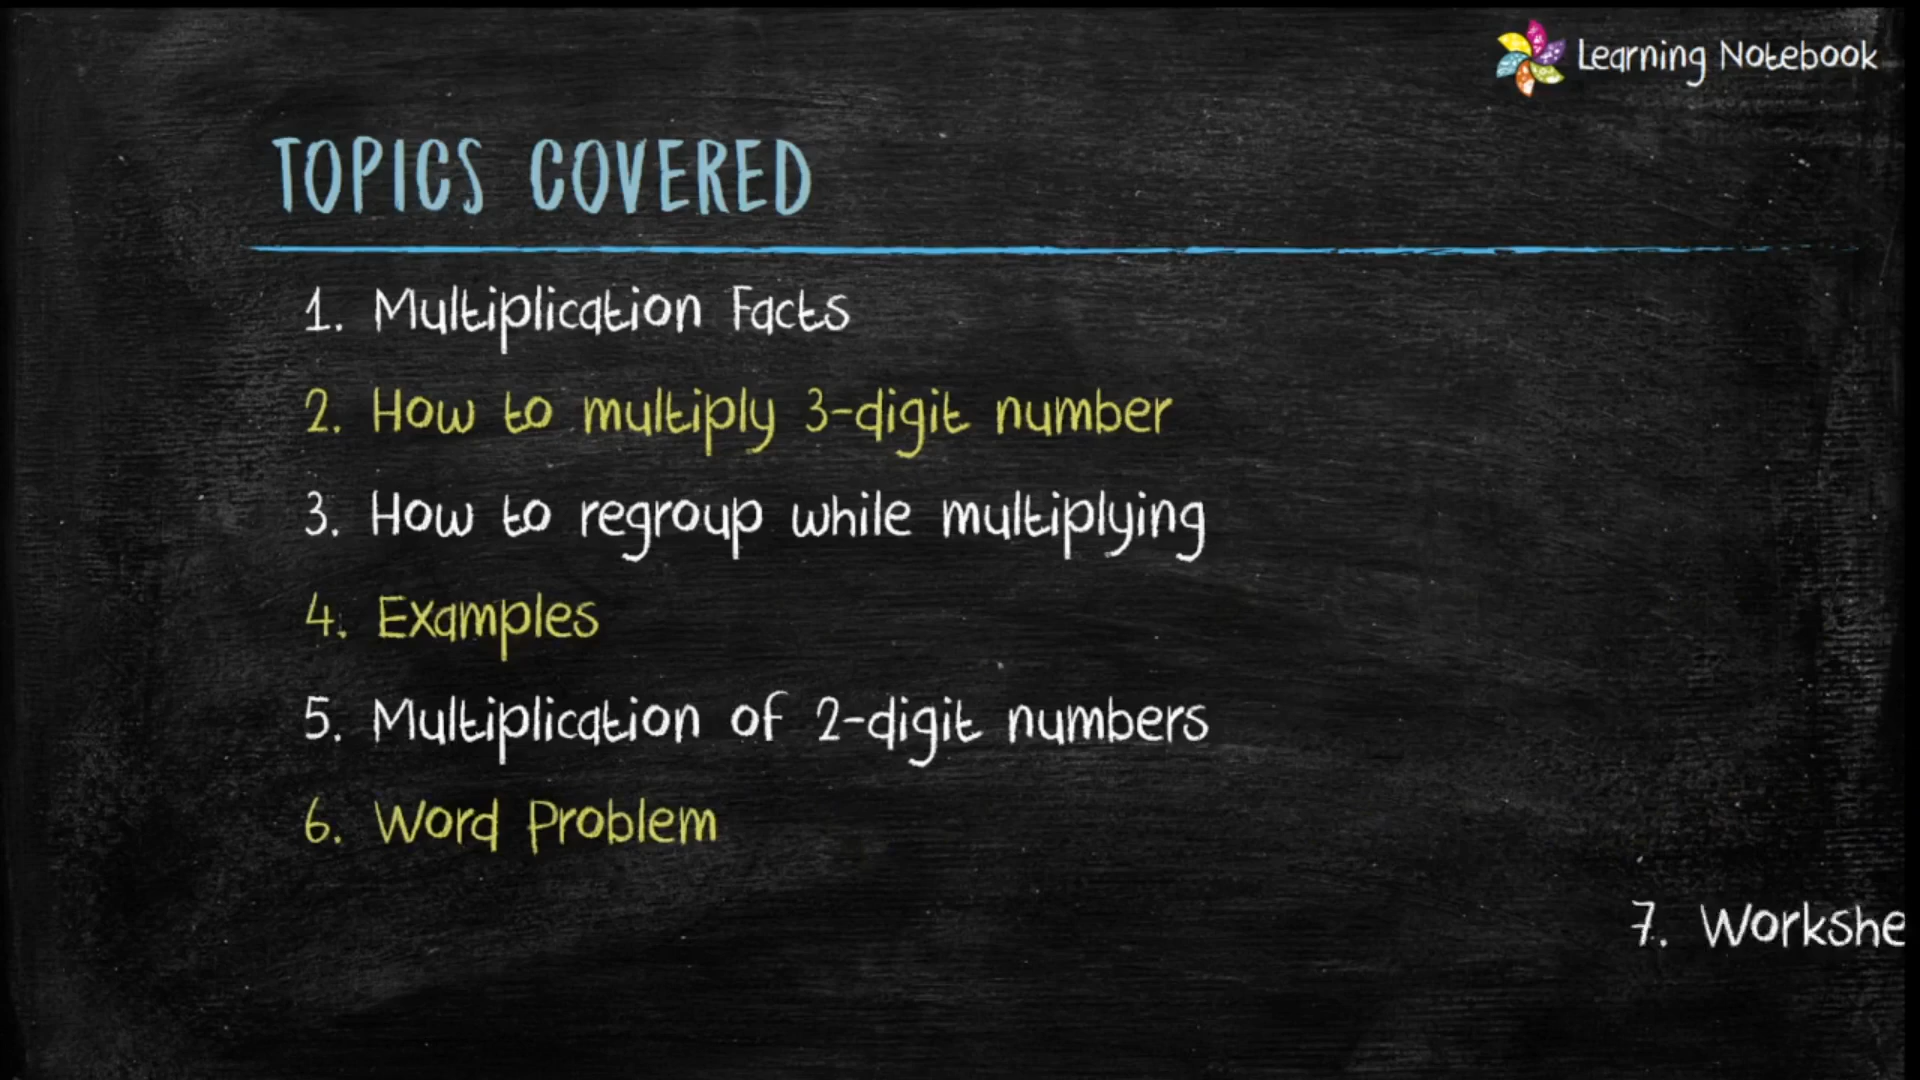 Learning Notebook
TOPICS COVERED
1. Multiplication Facts
2. How to multiply 3-digit number
3. How to regroup while multiplying
4. Examples
5. Multiplication of 2-digit numbers
6. Word Problem
7. Workshe